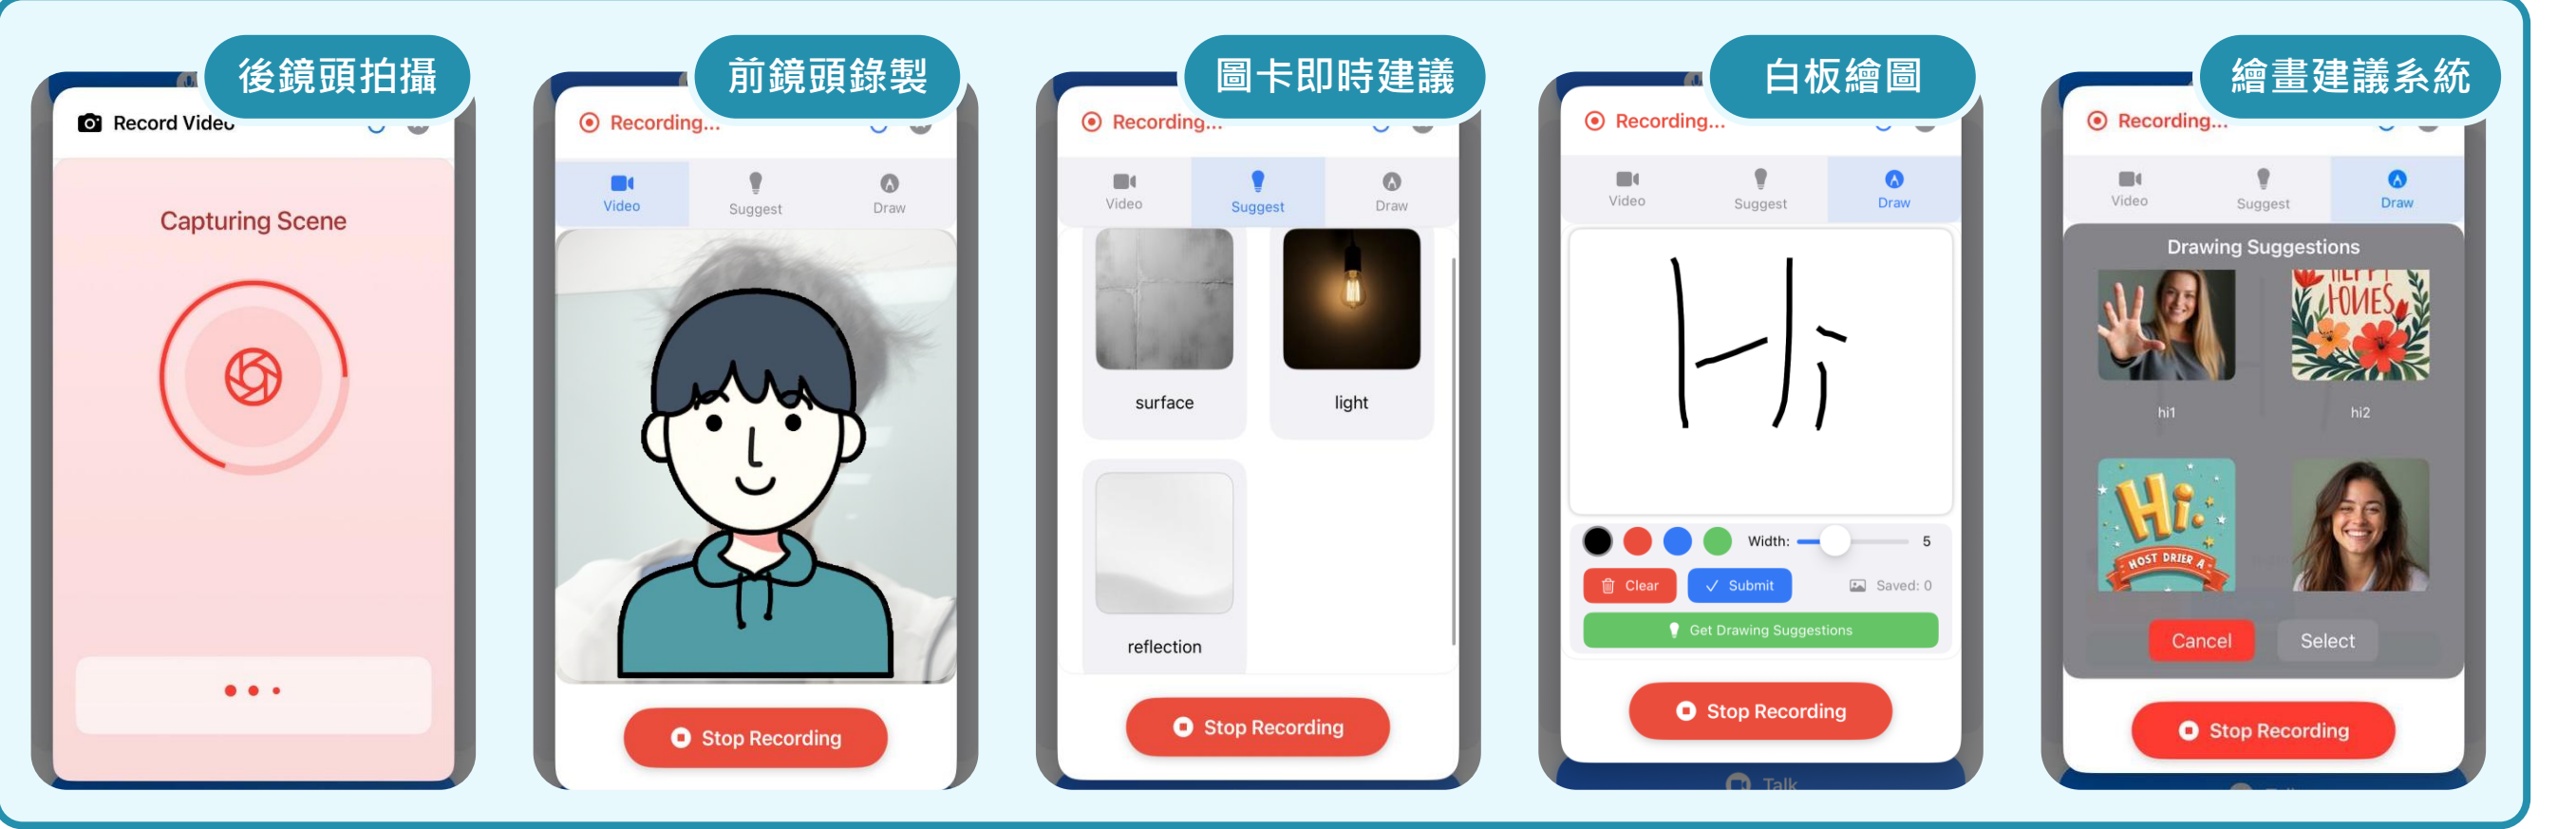 後鏡頭拍攝
Record Video
Capturing Scene
前鏡頭錄製
Recording...
Video
Suggest
Draw
Stop Recording
圖卡即時建議
Recording...
Video
Suggest
Draw
surface
light
reflection
Stop Recording
白板繪圖
Recording...
Video
Suggest
Draw
Hi
Width:
5
Clear
Submit
Saved: 0
Get Drawing Suggestions
Stop Recording
Talk
繪畫建議系統
Recording...
Video
Suggest
Draw
Drawing Suggestions
hi1
HONES
hi2
Hi.
HOST DRIER A
Cancel
Select
Stop Recording